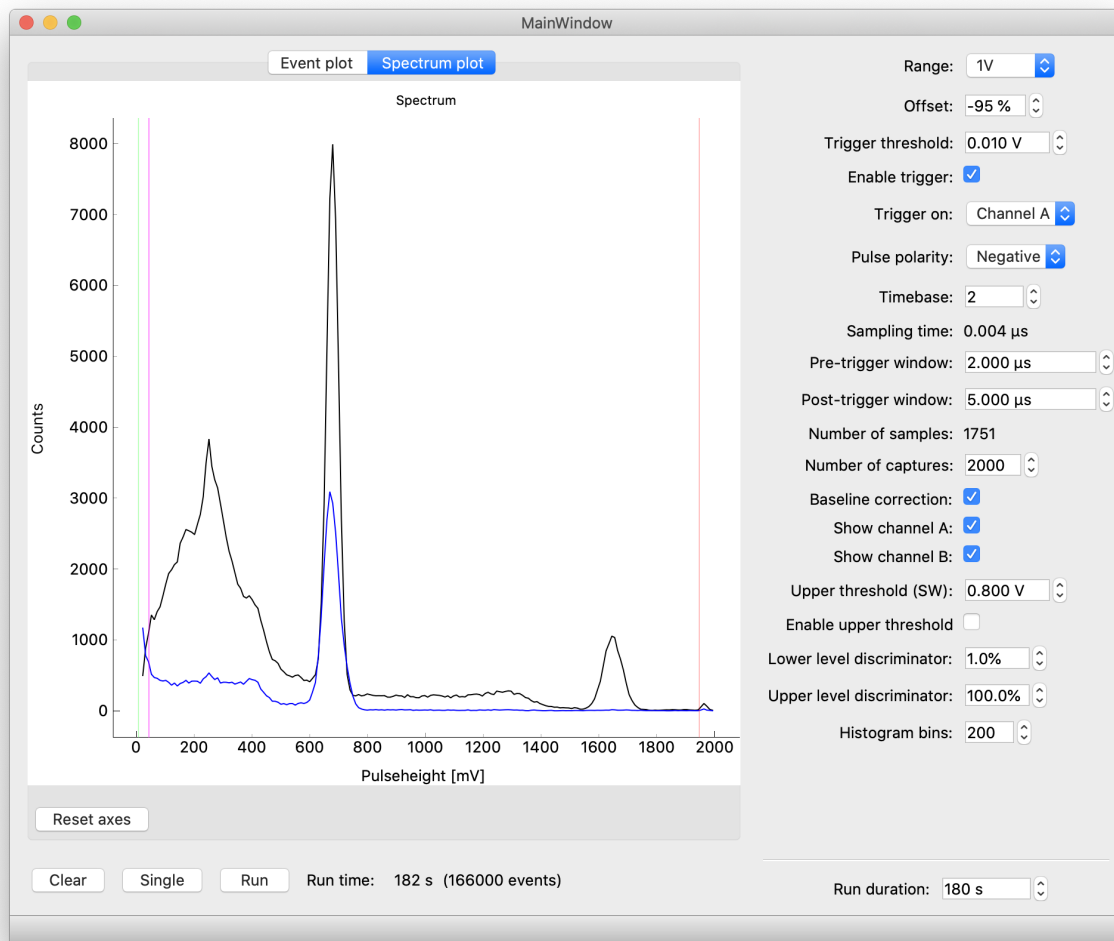 MainWindow
Event plot
Spectrum plot
Spectrum
8000
7000
6000
5000
4000
3000
2000
1000
0
Counts
0 200 400 600 800 1000 1200 1400 1600 1800 2000
Pulseheight [mV]
Reset axes
Clear
Single
Run
Run time: 182 s (166000 events)
Range: 1V
Offset: -95 %
Trigger threshold: 0.010 V
Enable trigger:
Trigger on: Channel A
Pulse polarity: Negative
Timebase: 2
Sampling time: 0.004 μs
Pre-trigger window: 2.000 μs
Post-trigger window: 5.000 μs
Number of samples: 1751
Number of captures: 2000
Baseline correction:
Show channel A:
Show channel B:
Upper threshold (SW): 0.800 V
Enable upper threshold
Lower level discriminator: 1.0%
Upper level discriminator: 100.0%
Histogram bins: 200
Run duration: 180 s